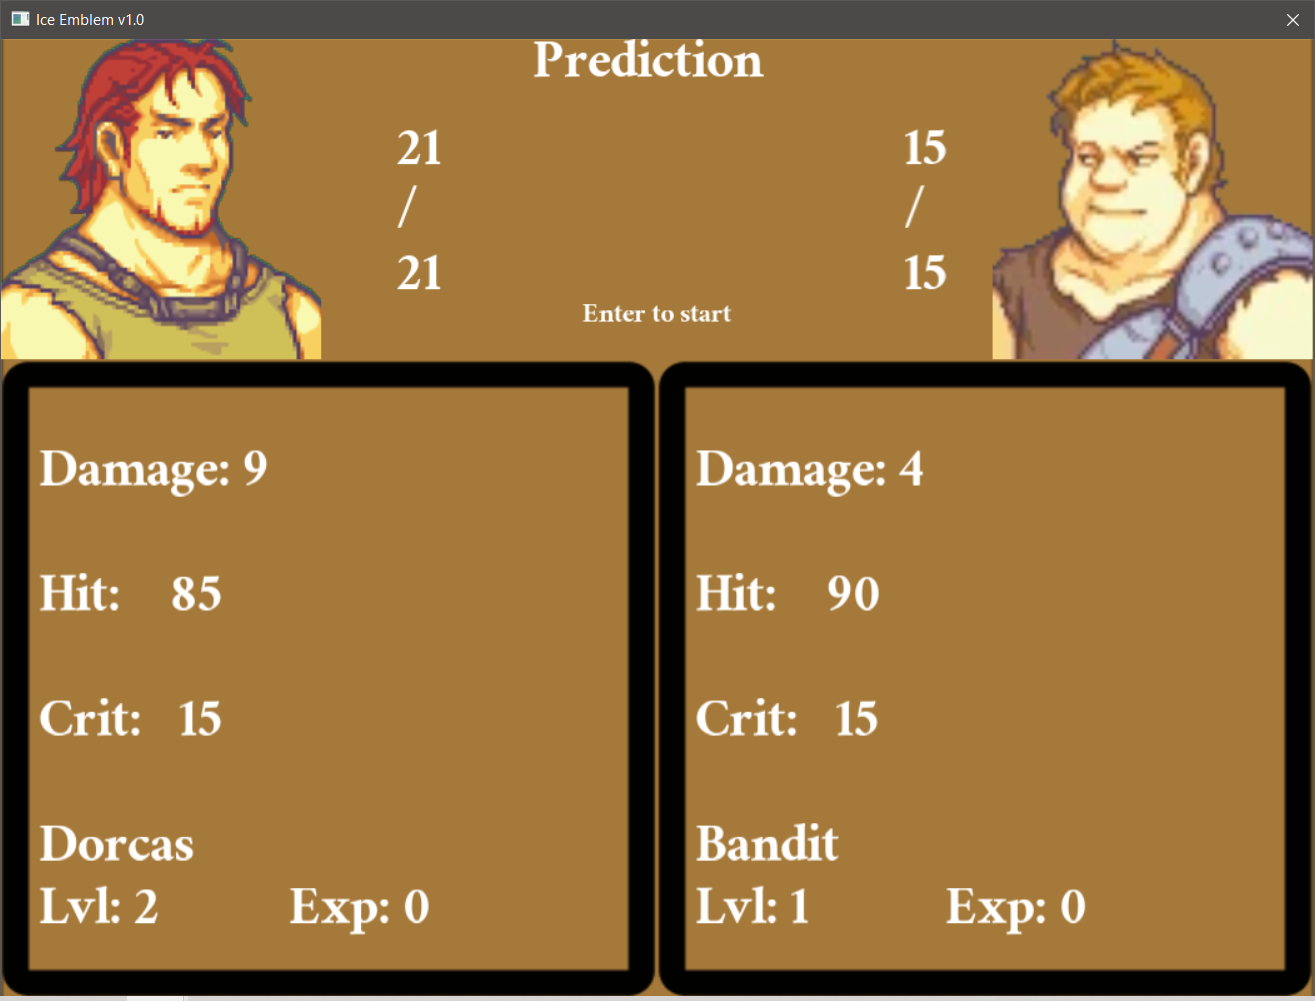 Ice Emblem v1.0
Prediction
21
/
21
15
/
15
Enter to start
Damage: 9
Hit: 85
Crit: 15
Dorcas
Lvl: 2 Exp: 0
Damage: 4
Hit: 90
Crit: 15
Bandit
Lvl: 1 Exp: 0